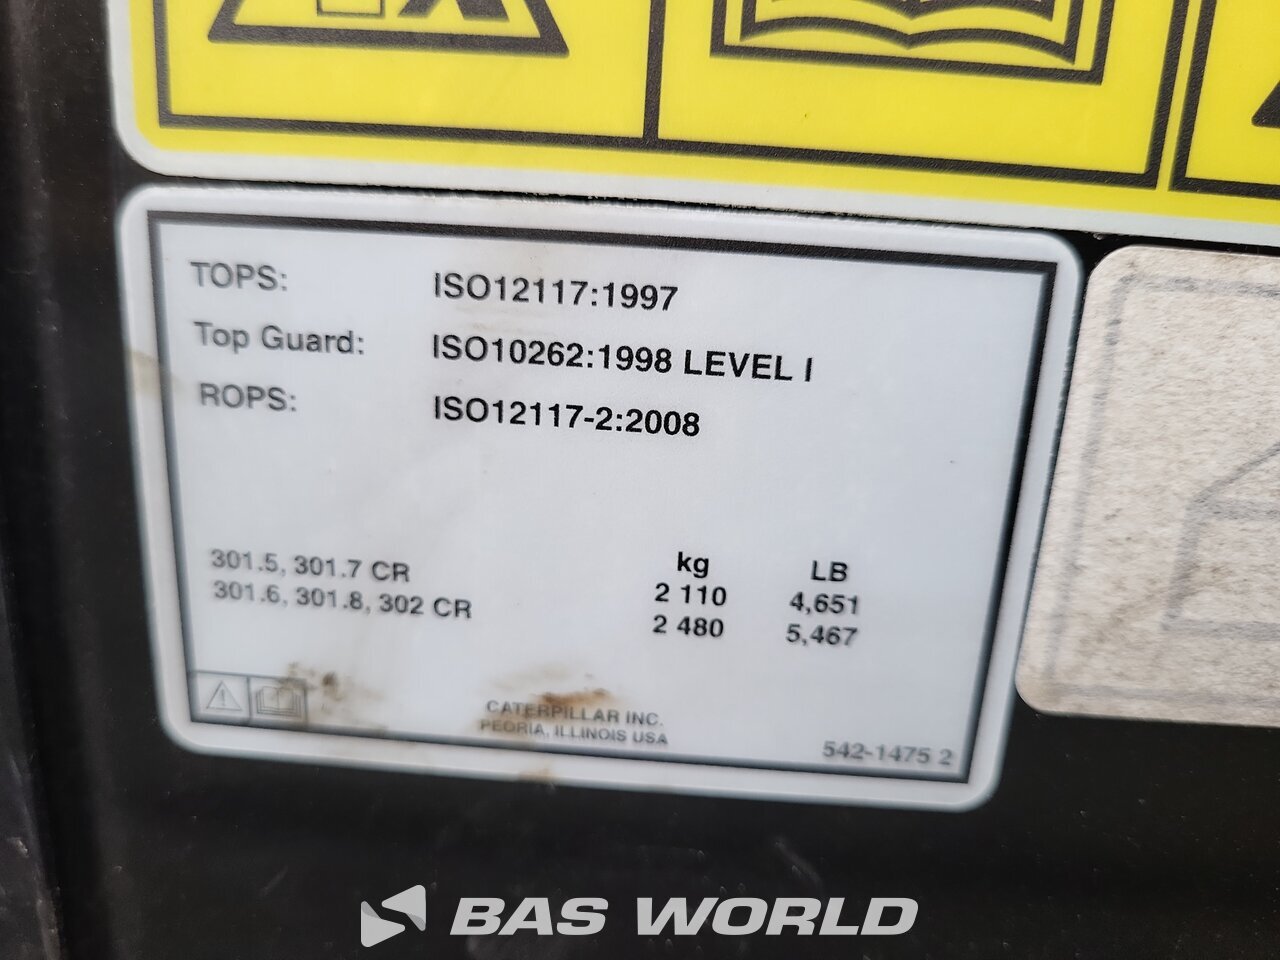 TOPS: ISO12117:1997
Top Guard: ISO10262:1998 LEVEL I
ROPS: ISO12117-2:2008
kg LB
301.5, 301.7 CR 2 110 4,651
301.6, 301.8, 302 CR 2 480 5,467
CATERPILLAR INC.
PEORIA, ILLINOIS USA
542-1475 2
BAS WORLD